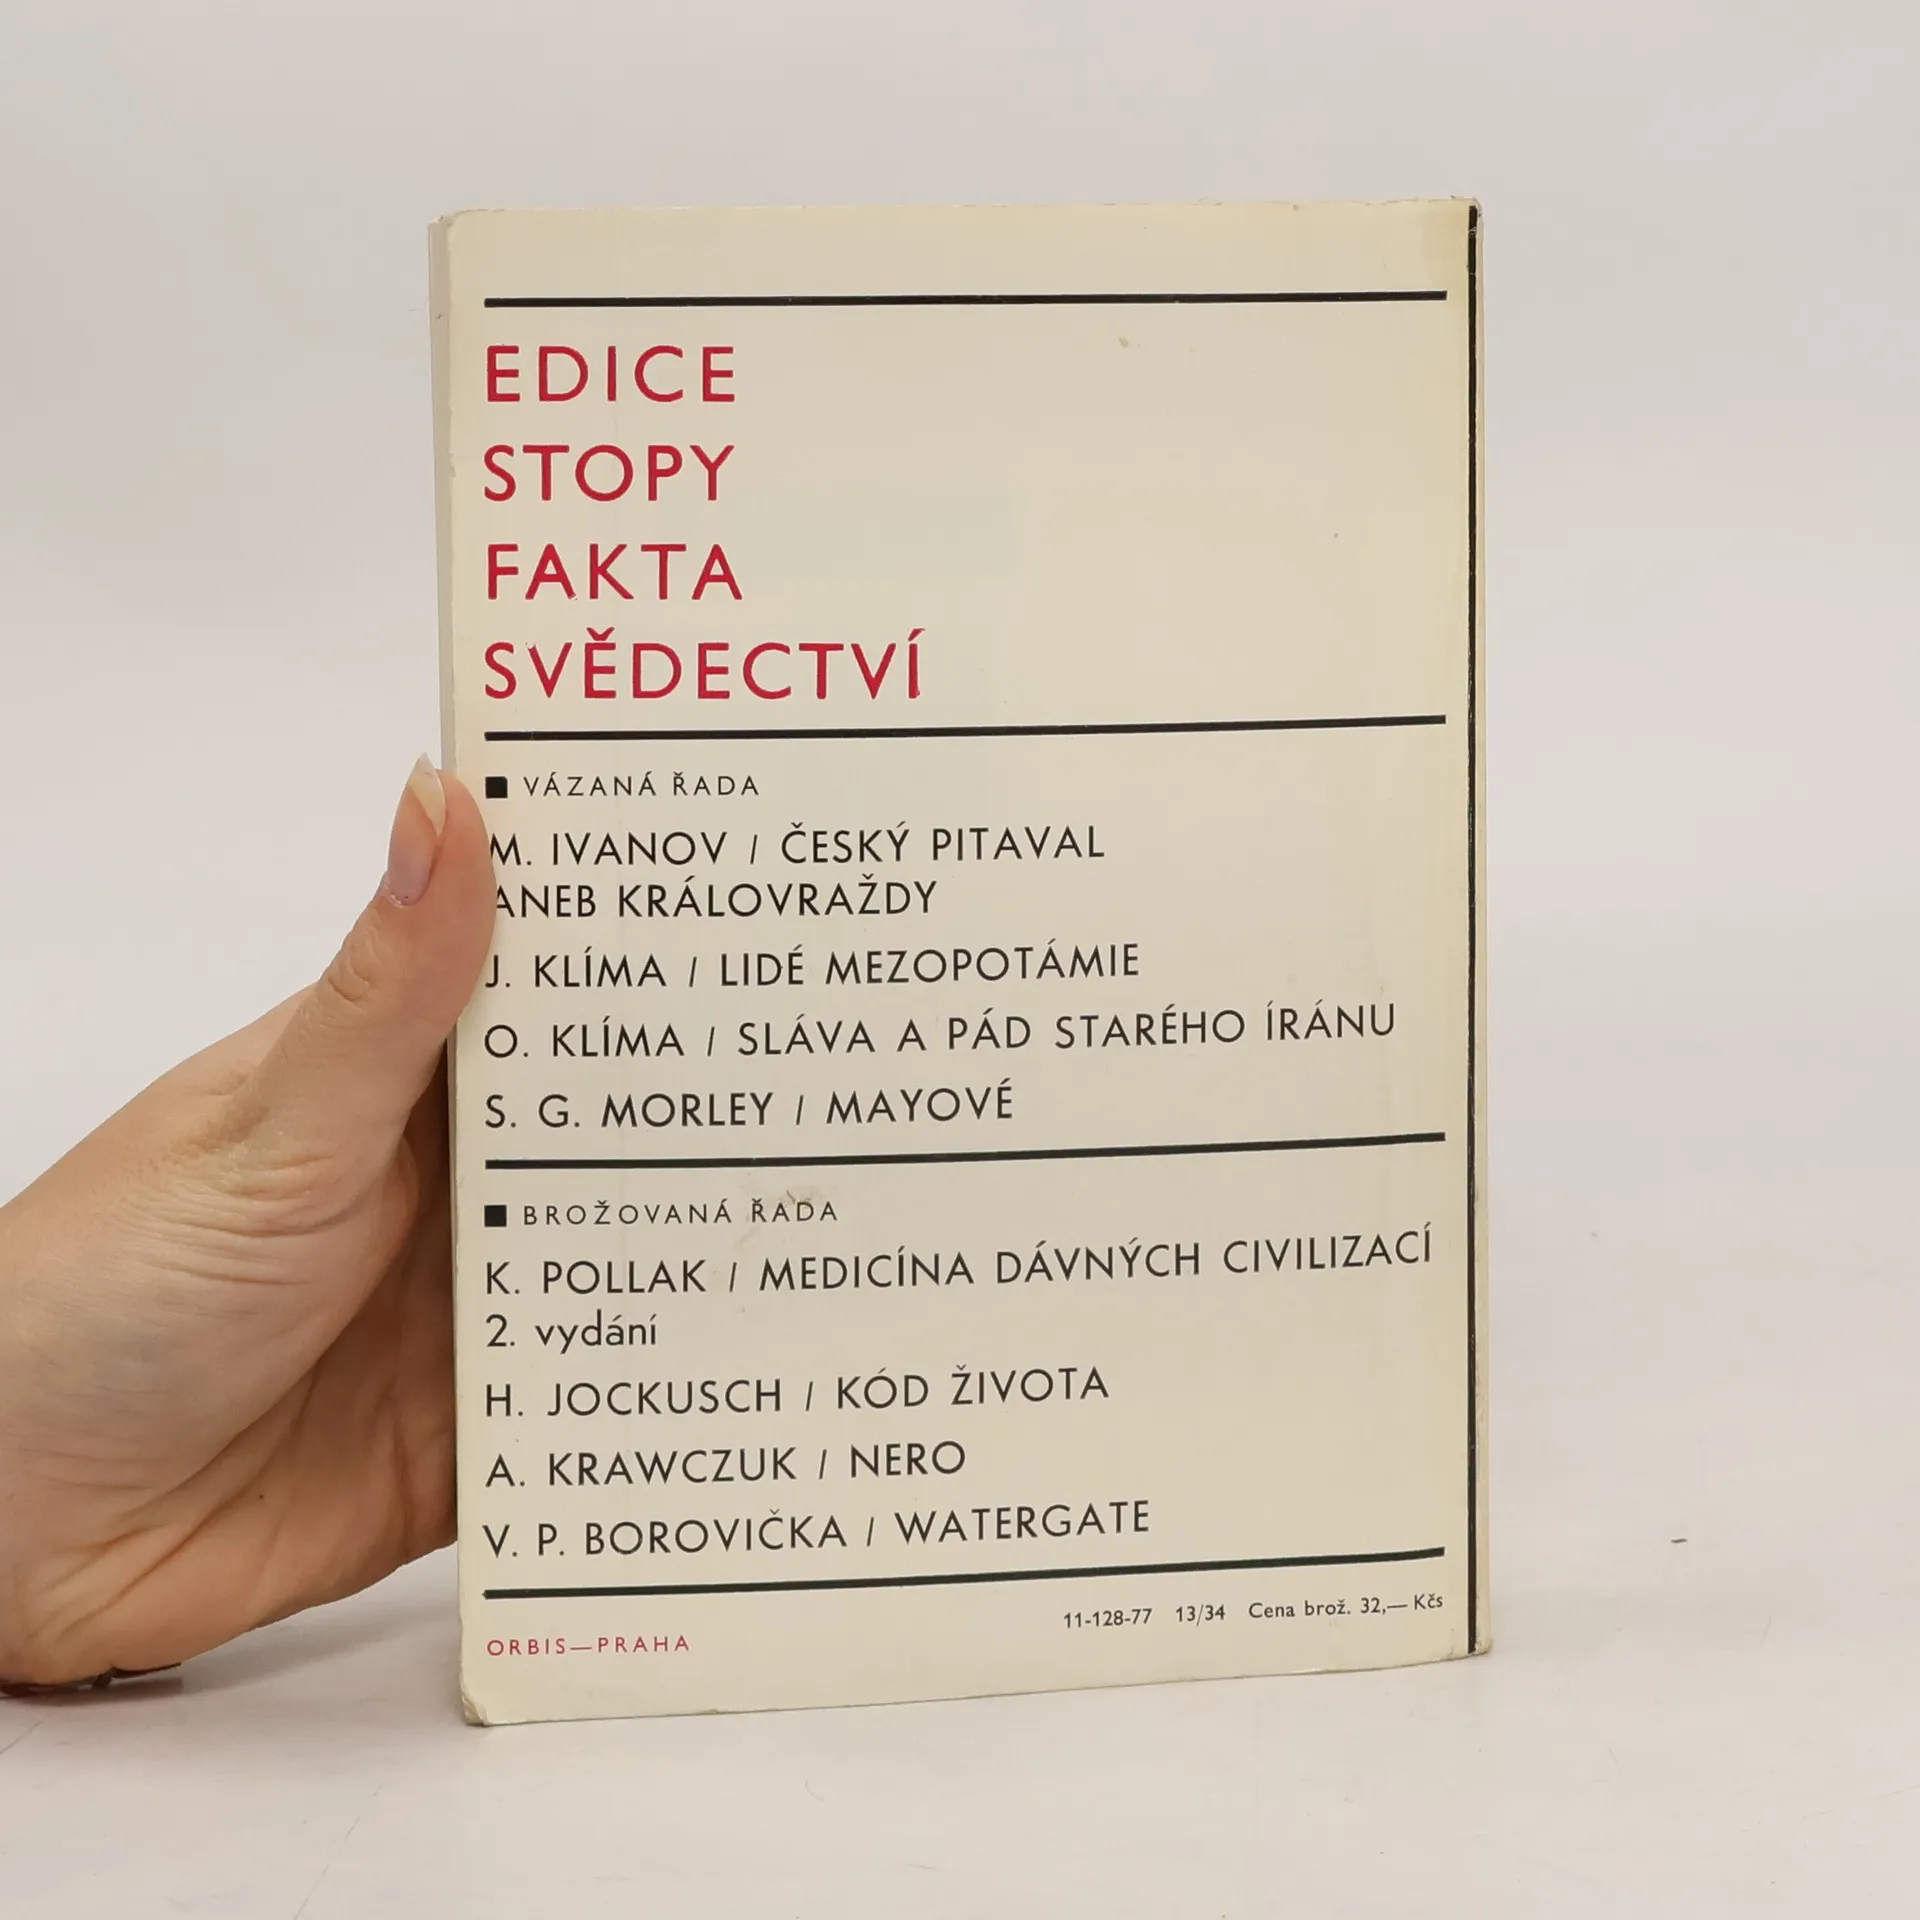 EDICE
STOPY
FAKTA
SVĚDECTVÍ
■ VÁZANÁ ŘADA
M. IVANOV / ČESKÝ PITAVAL
ANEB KRÁLOVRAŽDY
J. KLÍMA / LIDÉ MEZOPOTÁMIE
O. KLÍMA / SLÁVA A PÁD STARÉHO ÍRÁNU
S. G. MORLEY / MAYOVÉ
■ BROŽOVANÁ ŘADA
K. POLLAK / MEDICÍNA DÁVNÝCH CIVILIZACÍ
2. vydání
H. JOCKUSCH / KÓD ŽIVOTA
A. KRAWCZUK / NERO
V. P. BOROVIČKA / WATERGATE
11-128-77 13/34 Cena brož. 32,— Kčs
ORBIS—PRAHA